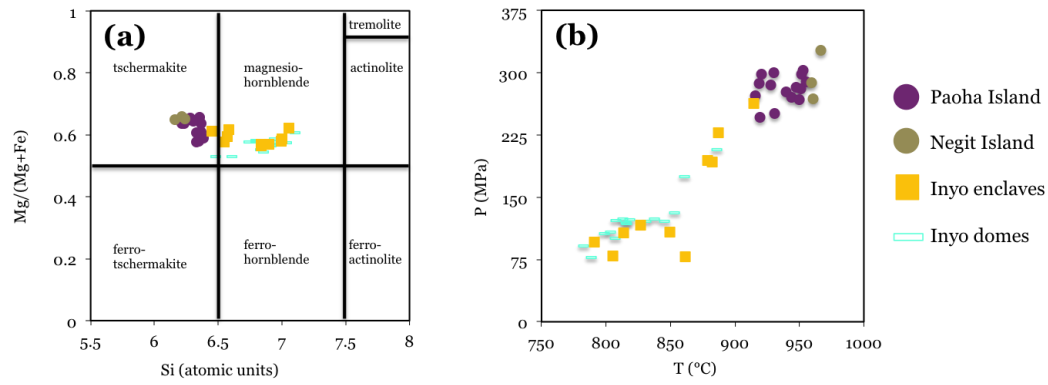 (a)
tremolite
tschermakite
magnesio-
hornblende
actinolite
ferro-
tschermakite
ferro-
hornblende
ferro-
actinolite
Mg/(Mg+Fe)
1
0.8
0.6
0.4
0.2
0
5.5
6
6.5
7
7.5
8
Si (atomic units)
(b)
P (MPa)
375
300
225
150
75
0
750
800
850
900
950
1000
T (°C)
Paoha Island
Negit Island
Inyo enclaves
Inyo domes